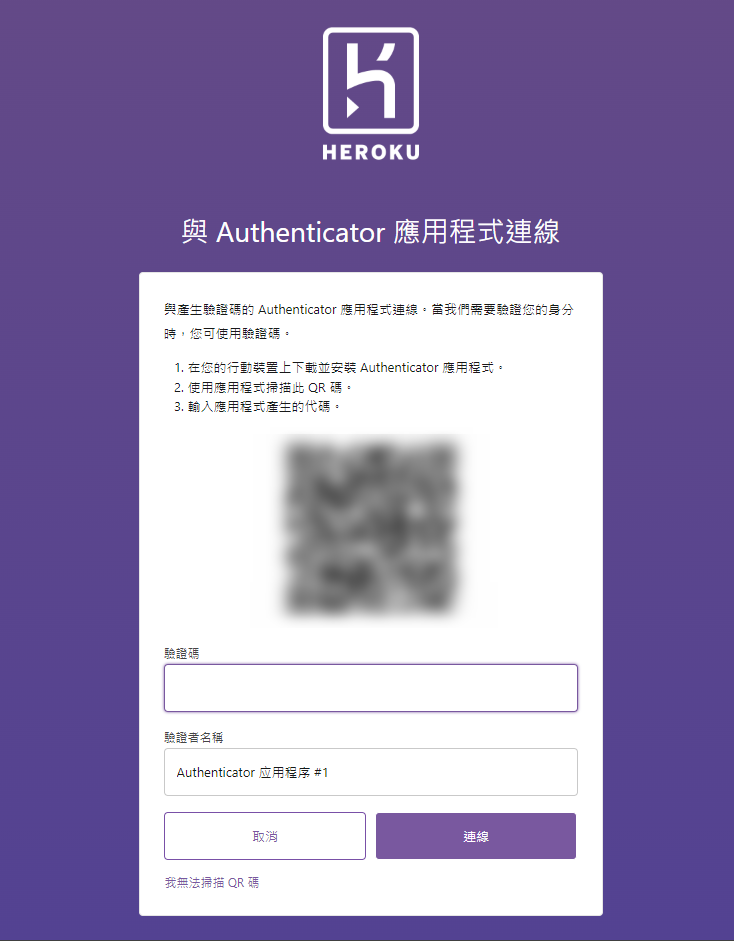 HEROKU
與 Authenticator 應用程式連線
與產生驗證碼的 Authenticator 應用程式連線。當我們需要驗證您的身分
時，您可使用驗證碼。
1. 在您的行動裝置上下載並安裝 Authenticator 應用程式。
2. 使用應用程式掃描此 QR 碼。
3. 輸入應用程式產生的代碼。
驗證碼
驗證者名稱
Authenticator 应用程序 #1
取消
連線
我無法掃描 QR 碼